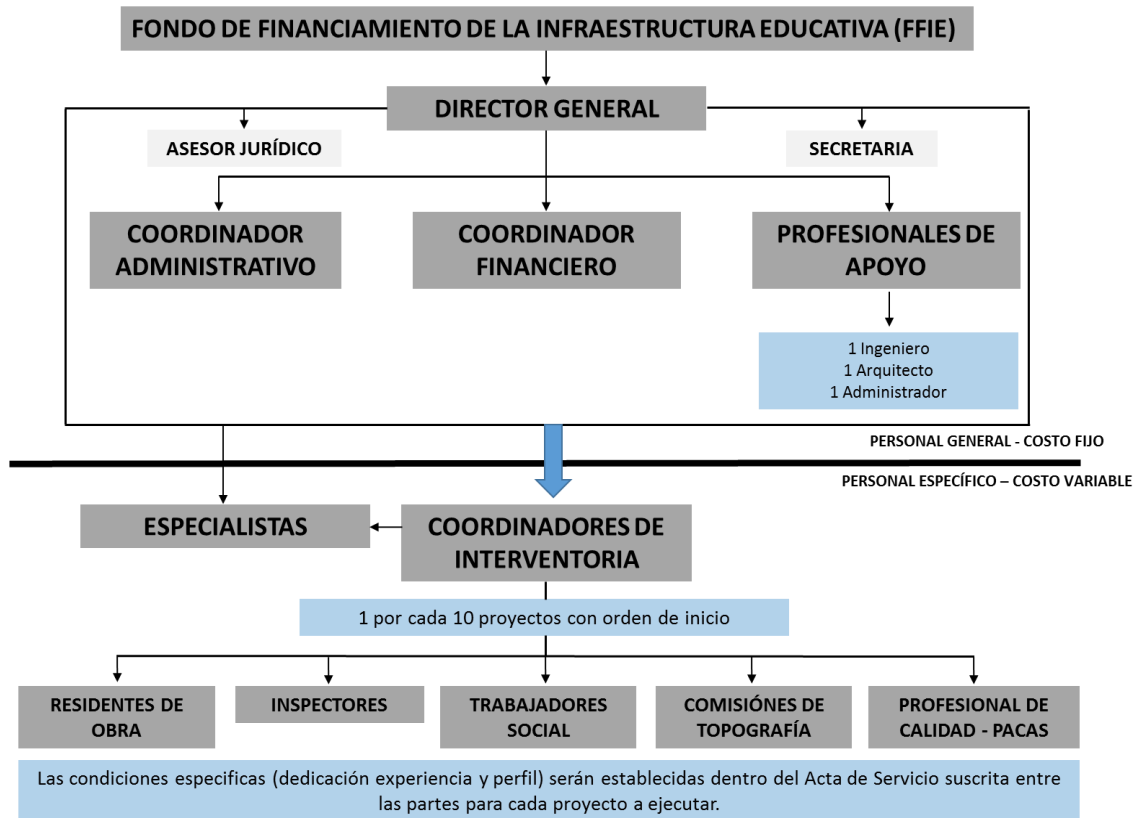 FONDO DE FINANCIAMIENTO DE LA INFRAESTRUCTURA EDUCATIVA (FFIE)
DIRECTOR GENERAL
ASESOR JURÍDICO
SECRETARIA
COORDINADOR
ADMINISTRATIVO
COORDINADOR
FINANCIERO
PROFESIONALES DE
APOYO
1 Ingeniero
1 Arquitecto
1 Administrador
PERSONAL GENERAL - COSTO FIJO
PERSONAL ESPECÍFICO – COSTO VARIABLE
ESPECIALISTAS
COORDINADORES DE
INTERVENTORIA
1 por cada 10 proyectos con orden de inicio
RESIDENTES DE
OBRA
INSPECTORES
TRABAJADORES
SOCIAL
COMISIÓNES DE
TOPOGRAFÍA
PROFESIONAL DE
CALIDAD - PACAS
Las condiciones especificas (dedicación experiencia y perfil) serán establecidas dentro del Acta de Servicio suscrita entre
las partes para cada proyecto a ejecutar.